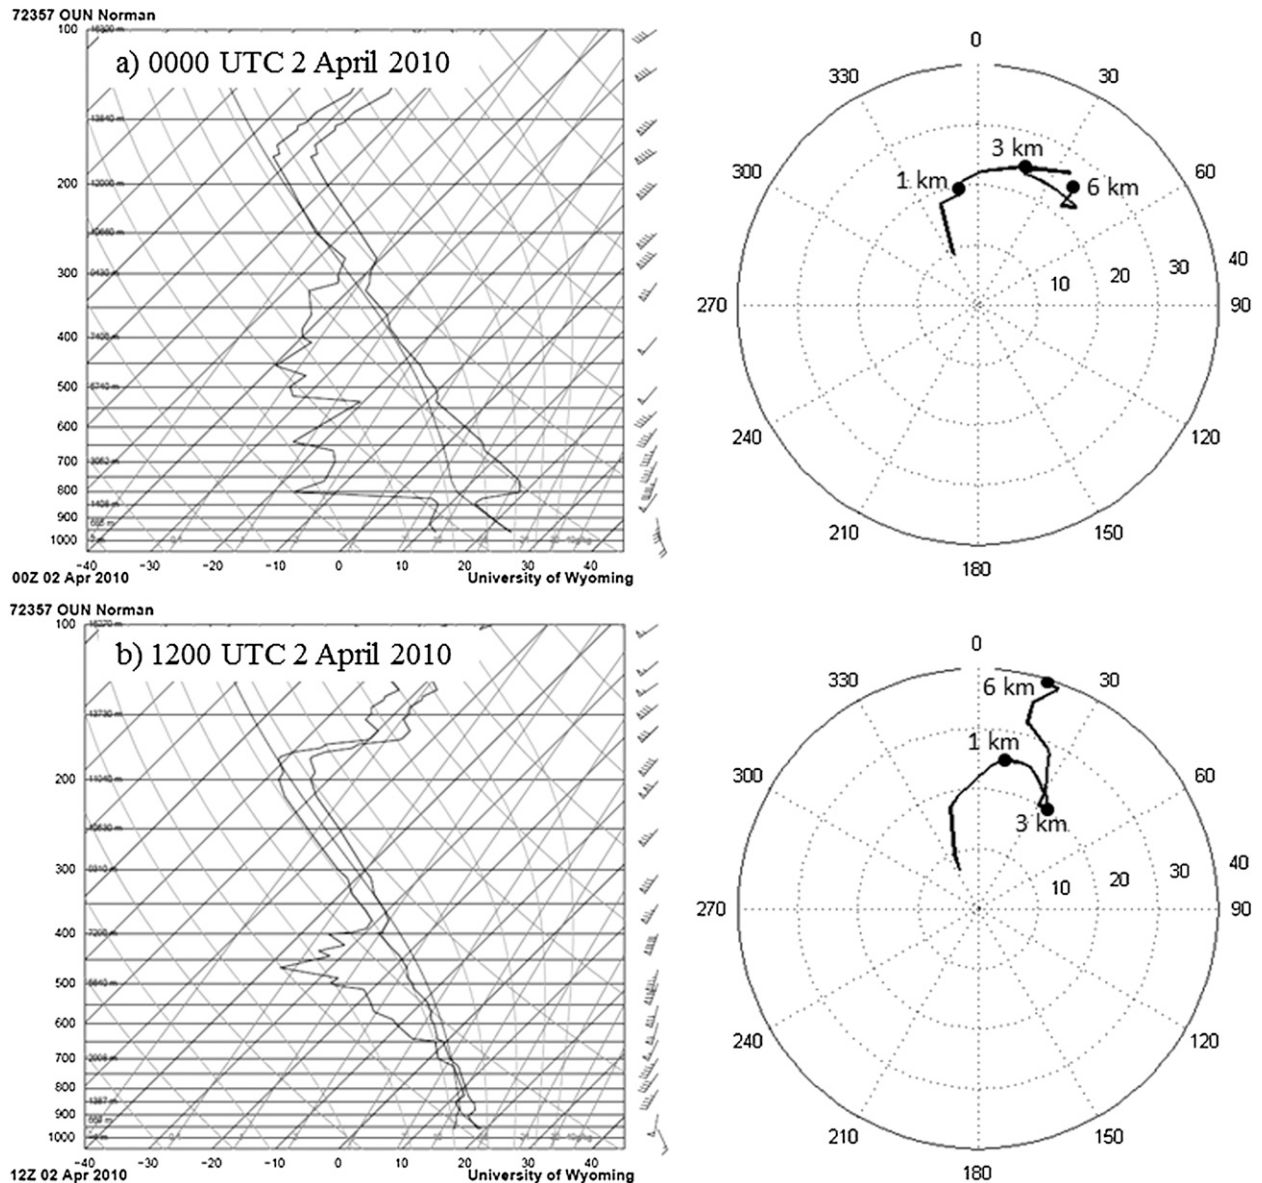 72357 OUN Norman
a) 0000 UTC 2 April 2010
100
200
300
400
500
600
700
800
900
1000
-40 -30 -20 -10 0 10 20 30 40
00Z 02 Apr 2010 University of Wyoming
0
330 30
300 60
270 90
240 120
210 150
180
10 20 30 40
1 km 3 km 6 km
72357 OUN Norman
b) 1200 UTC 2 April 2010
100
200
300
400
500
600
700
800
900
1000
-40 -30 -20 -10 0 10 20 30 40
12Z 02 Apr 2010 University of Wyoming
0
330 30
300 60
270 90
240 120
210 150
180
10 20 30 40
6 km
1 km
3 km